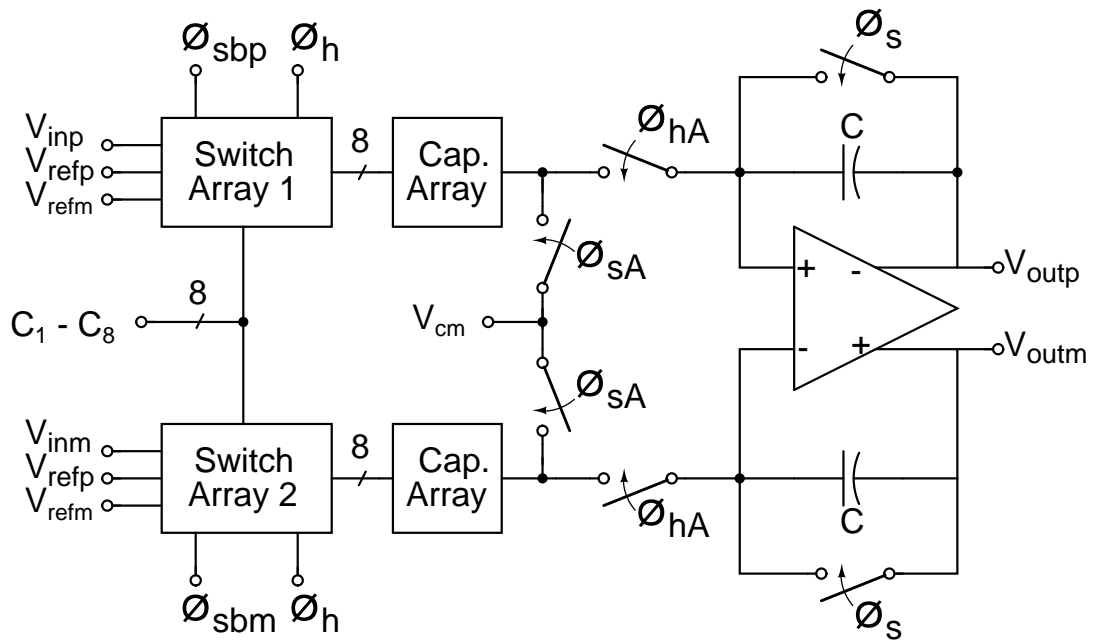 Øsbp Øh
Vinp
Vrefp
Vrefm
Switch
Array 1
8
Cap.
Array
ØhA
Øs
C
ØsA
C1 - C8
8
Vcm
ØsA
+ -
- +
Voutp
Voutm
Vinm
Vrefp
Vrefm
Switch
Array 2
8
Cap.
Array
ØhA
C
Øs
Øsbm Øh